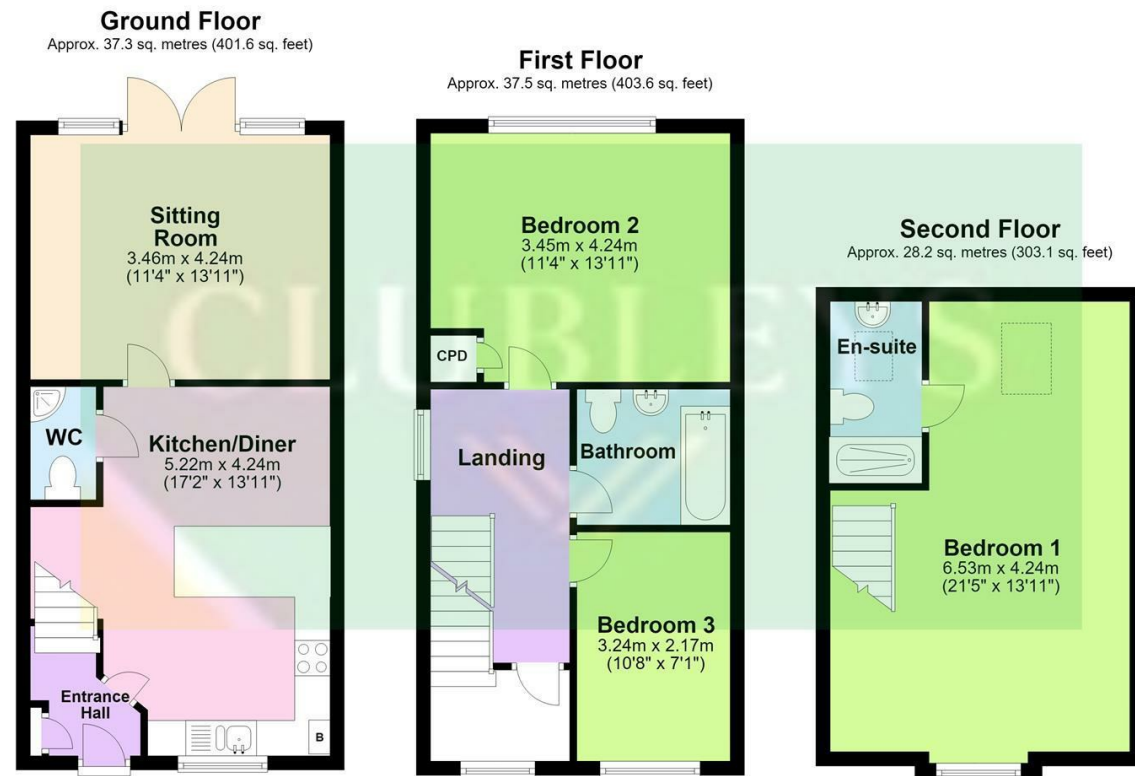 Ground Floor
Approx. 37.3 sq. metres (401.6 sq. feet)
Sitting
Room
3.46m x 4.24m
(11'4" x 13'11")
WC
Kitchen/Diner
5.22m x 4.24m
(17'2" x 13'11")
Entrance
Hall
B
First Floor
Approx. 37.5 sq. metres (403.6 sq. feet)
Bedroom 2
3.45m x 4.24m
(11'4" x 13'11")
CPD
Landing
Bathroom
Bedroom 3
3.24m x 2.17m
(10'8" x 7'1")
Second Floor
Approx. 28.2 sq. metres (303.1 sq. feet)
En-suite
Bedroom 1
6.53m x 4.24m
(21'5" x 13'11")
CLUBLEYS